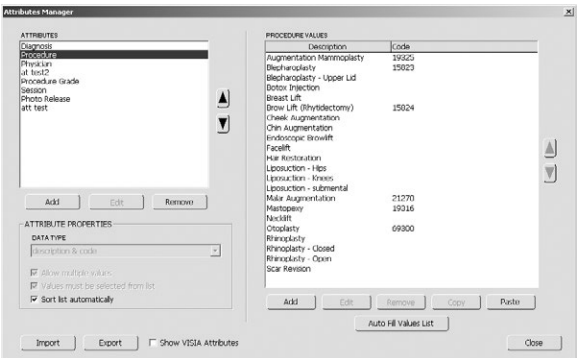 Attributes Manager
ATTRIBUTES
Diagnosis
Procedure
Physician
at test2
Procedure Grade
Session
Photo Release
att test
Add Edit Remove
ATTRIBUTE PROPERTIES
DATA TYPE
description & code
Allow multiple values
Values must be selected from list
Sort list automatically
PROCEDURE VALUES
Description Code
Augmentation Mammoplasty 19325
Blepharoplasty 15823
Blepharoplasty - Upper Lid
Botox Injection
Breast Lift
Brow Lift (Rhytidectomy) 15824
Cheek Augmentation
Chin Augmentation
Endoscopic Browlift
Facelift
Hair Restoration
Liposuction - Hips
Liposuction - Knees
Liposuction - submental
Malar Augmentation 21270
Mastopexy 19316
Necklift
Otoplasty 69300
Rhinoplasty
Rhinoplasty - Closed
Rhinoplasty - Open
Scar Revision
Add Edit Remove Copy Paste
Auto Fill Values List
Import Export Show VISIA Attributes Close